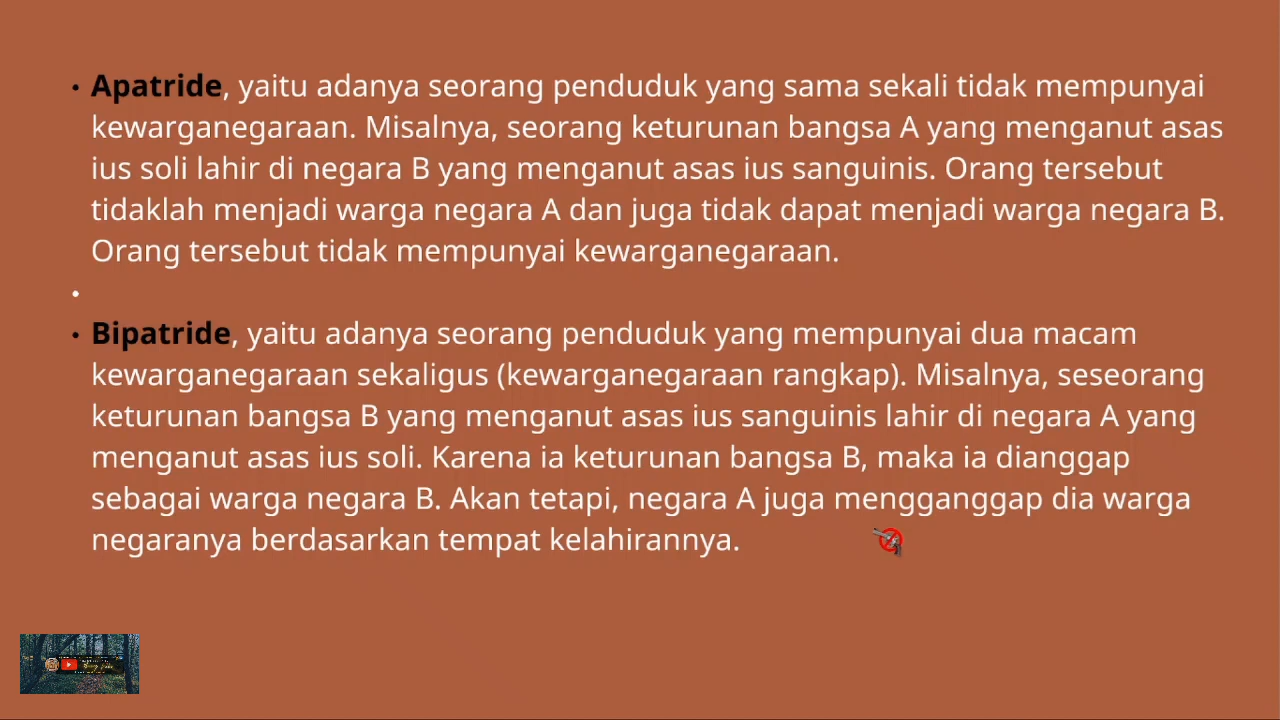 • Apatride, yaitu adanya seorang penduduk yang sama sekali tidak mempunyai
kewarganegaraan. Misalnya, seorang keturunan bangsa A yang menganut asas
ius soli lahir di negara B yang menganut asas ius sanguinis. Orang tersebut
tidaklah menjadi warga negara A dan juga tidak dapat menjadi warga negara B.
Orang tersebut tidak mempunyai kewarganegaraan.
•
• Bipatride, yaitu adanya seorang penduduk yang mempunyai dua macam
kewarganegaraan sekaligus (kewarganegaraan rangkap). Misalnya, seseorang
keturunan bangsa B yang menganut asas ius sanguinis lahir di negara A yang
menganut asas ius soli. Karena ia keturunan bangsa B, maka ia dianggap
sebagai warga negara B. Akan tetapi, negara A juga mengganggap dia warga
negaranya berdasarkan tempat kelahirannya.